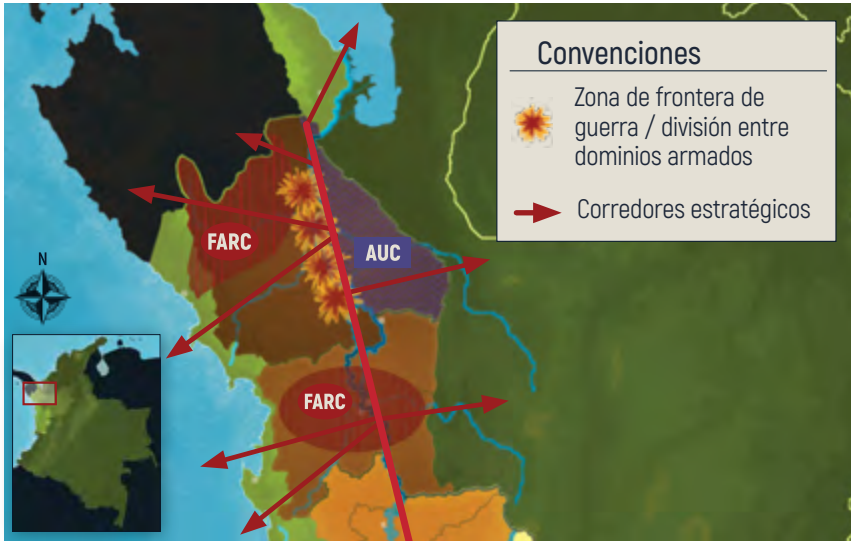 Convenciones
Zona de frontera de
guerra / división entre
dominios armados
Corredores estratégicos
FARC
AUC
N
FARC